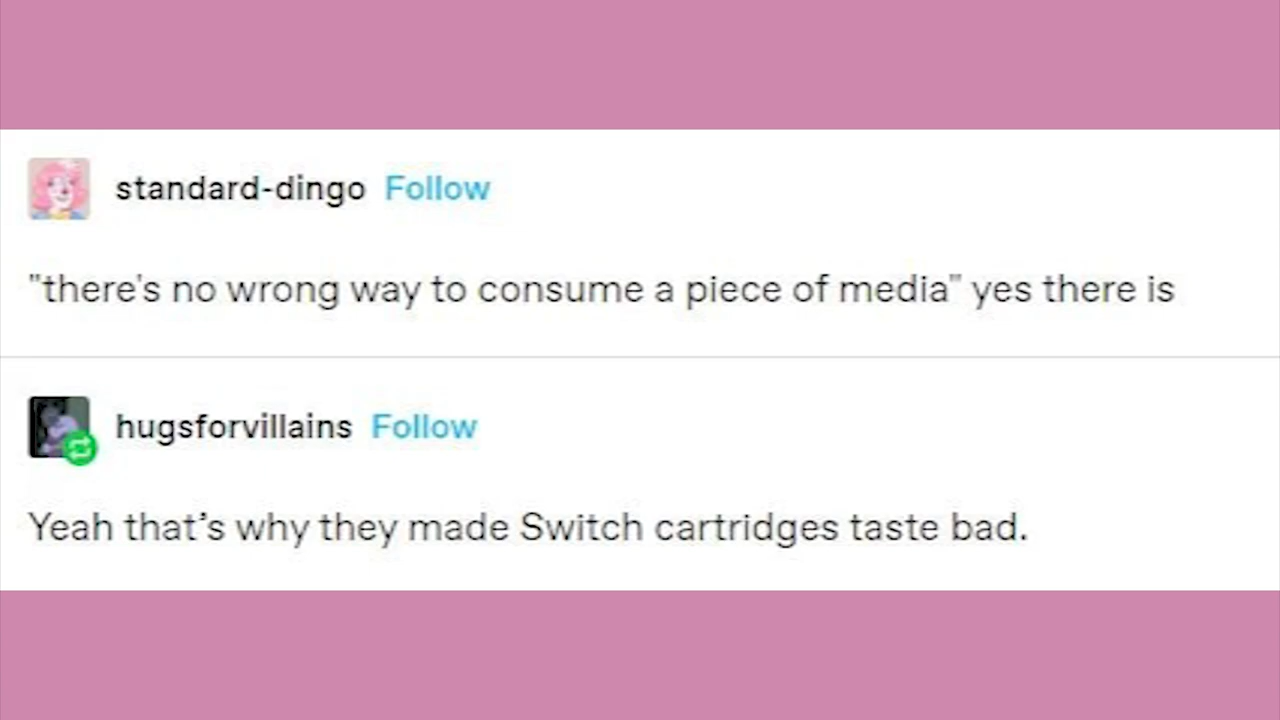 standard-dingo Follow
"there's no wrong way to consume a piece of media" yes there is
hugsforvillains Follow
Yeah that’s why they made Switch cartridges taste bad.